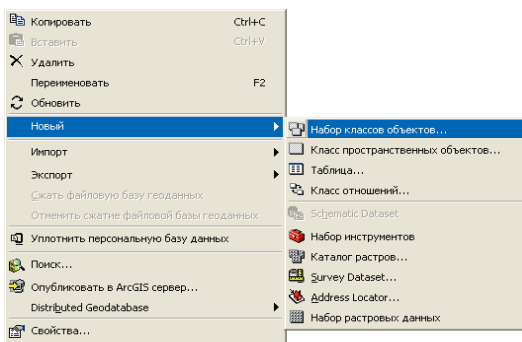 Копировать Ctrl+C
Вставить Ctrl+V
Удалить
Переименовать F2
Обновить
Новый
Импорт
Экспорт
Сжать файловую базу геоданных
Отменить сжатие файловой базы геоданных
Уплотнить персональную базу данных
Поиск...
Опубликовать в ArcGIS сервер...
Distributed Geodatabase
Свойства...
Набор классов объектов...
Класс пространственных объектов...
Таблица...
Класс отношений...
Schematic Dataset
Набор инструментов
Каталог растров...
Survey Dataset...
Address Locator...
Набор растровых данных